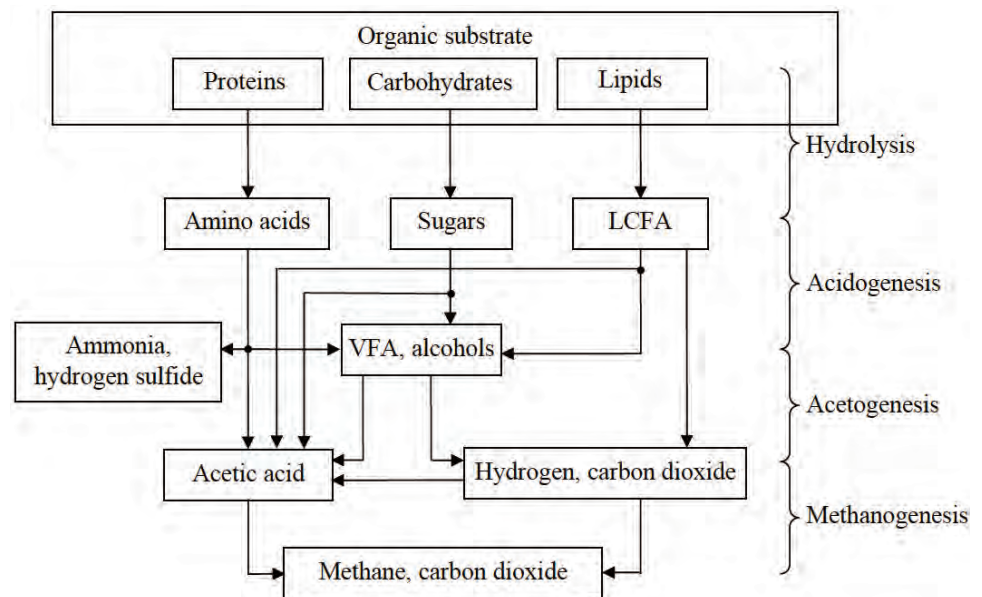 Organic substrate
Proteins
Carbohydrates
Lipids
Hydrolysis
Amino acids
Sugars
LCFA
Acidogenesis
Ammonia,
hydrogen sulfide
VFA, alcohols
Acetogenesis
Acetic acid
Hydrogen, carbon dioxide
Methanogenesis
Methane, carbon dioxide